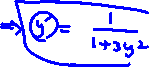 ⇒ y' = 1/(1+3y²)